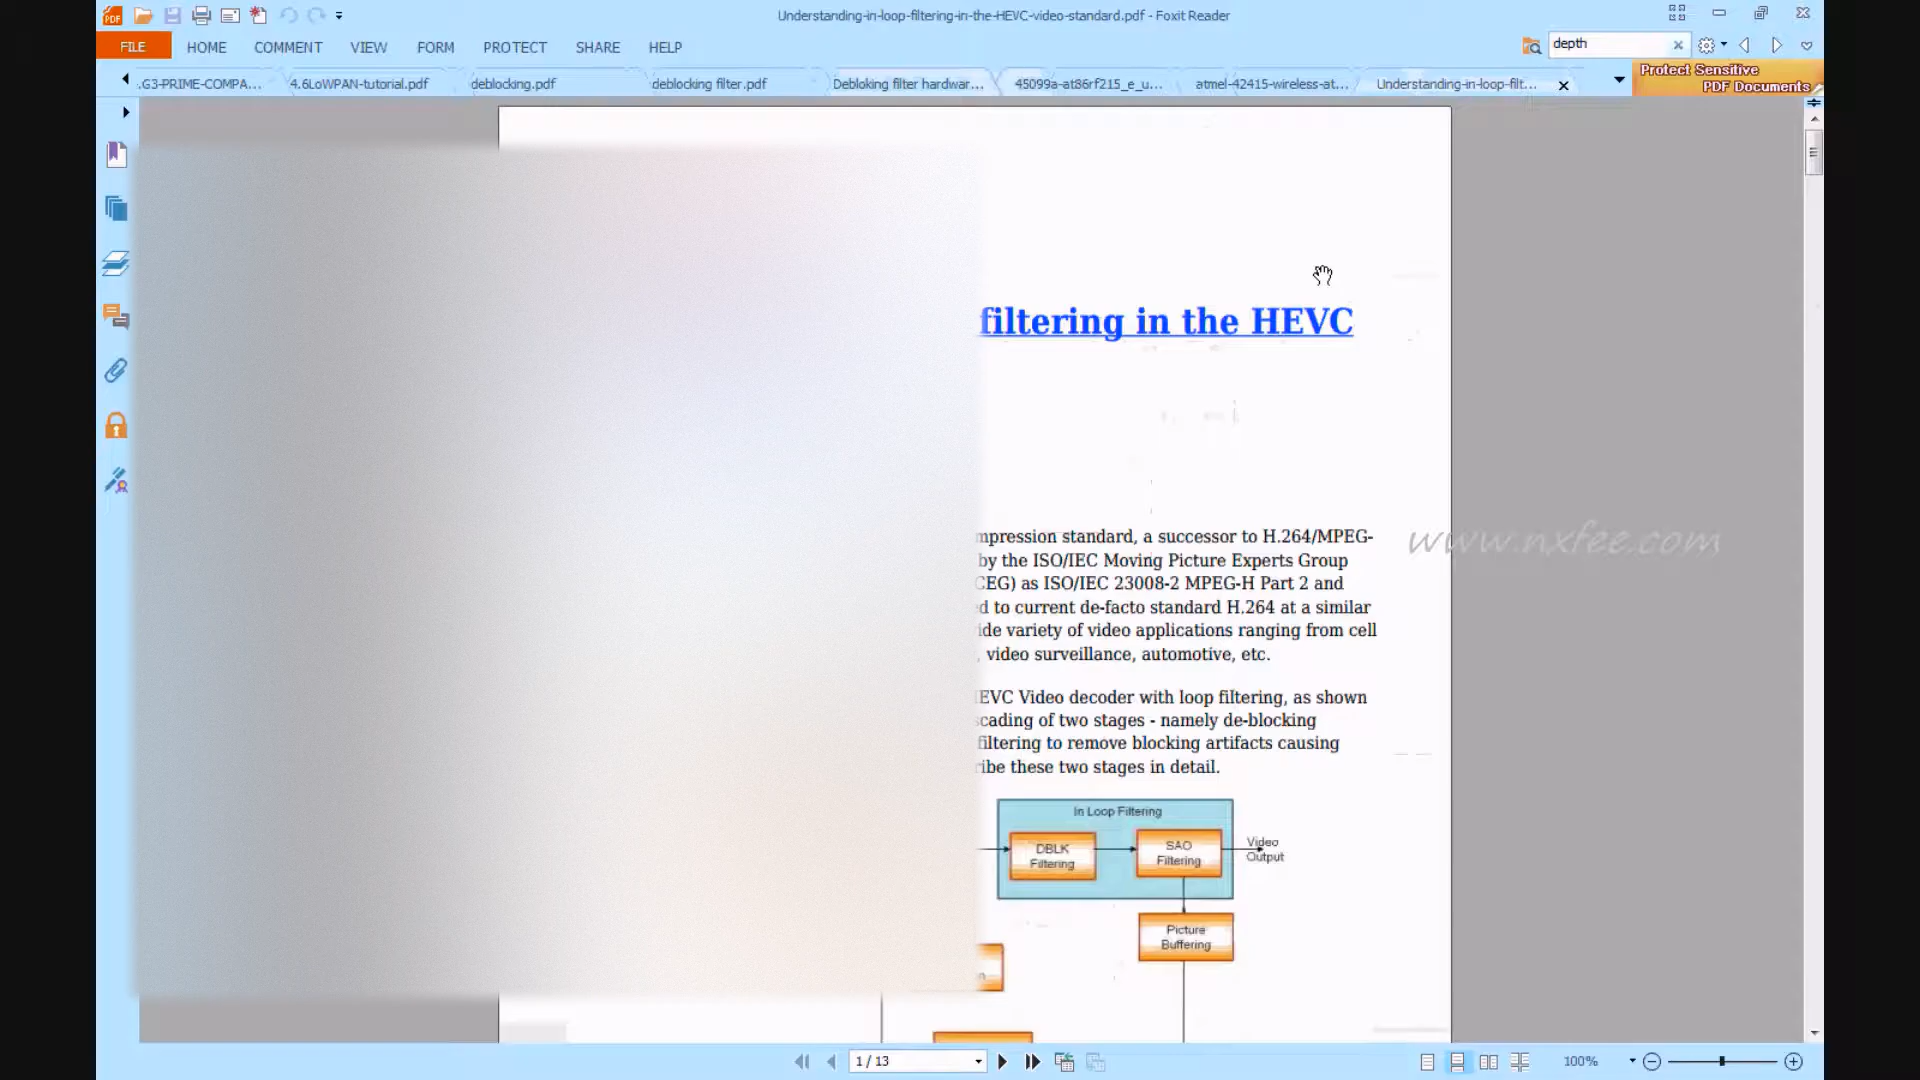 Understanding-in-loop-filtering-in-the-HEVC-video-standard.pdf - Foxit Reader
FILE HOME COMMENT VIEW FORM PROTECT SHARE HELP
depth
.G3-PRIME-COMPA... 4.6LoWPAN-tutorial.pdf deblocking.pdf deblocking filter.pdf Debloking filter hardwar... 45099a-at86rf215_e_u... atmel-42415-wireless-at... Understanding-in-loop-filt...
Protect Sensitive
PDF Documents
filtering in the HEVC
mpression standard, a successor to H.264/MPEG-
www.nxfee.com
by the ISO/IEC Moving Picture Experts Group
CEG) as ISO/IEC 23008-2 MPEG-H Part 2 and
d to current de-facto standard H.264 at a similar
ide variety of video applications ranging from cell
, video surveillance, automotive, etc.
EVC Video decoder with loop filtering, as shown
cading of two stages - namely de-blocking
filtering to remove blocking artifacts causing
ibe these two stages in detail.
In Loop Filtering
DBLK
Filtering
SAO
Filtering
Video
Output
Picture
Buffering
1 / 13
100%